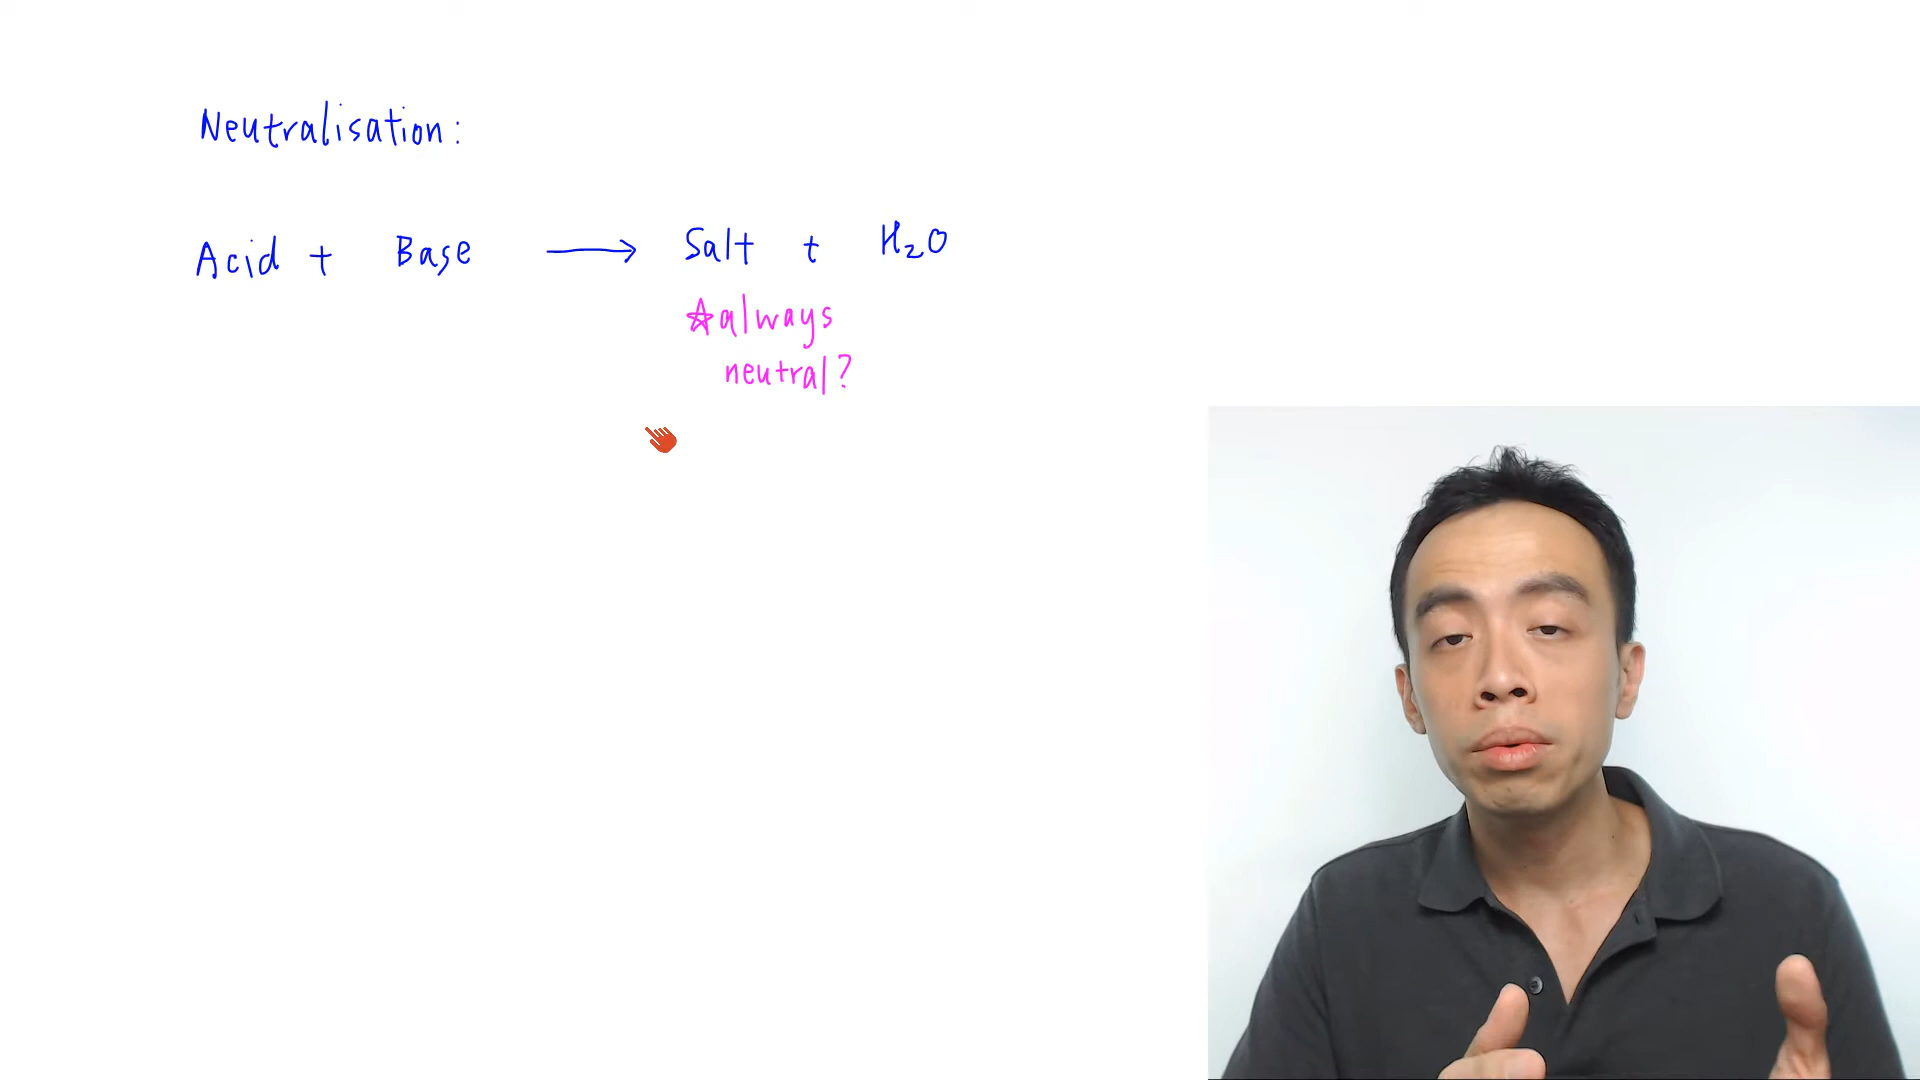 Neutralisation:
Acid + Base → Salt + H₂O
☆always
neutral?